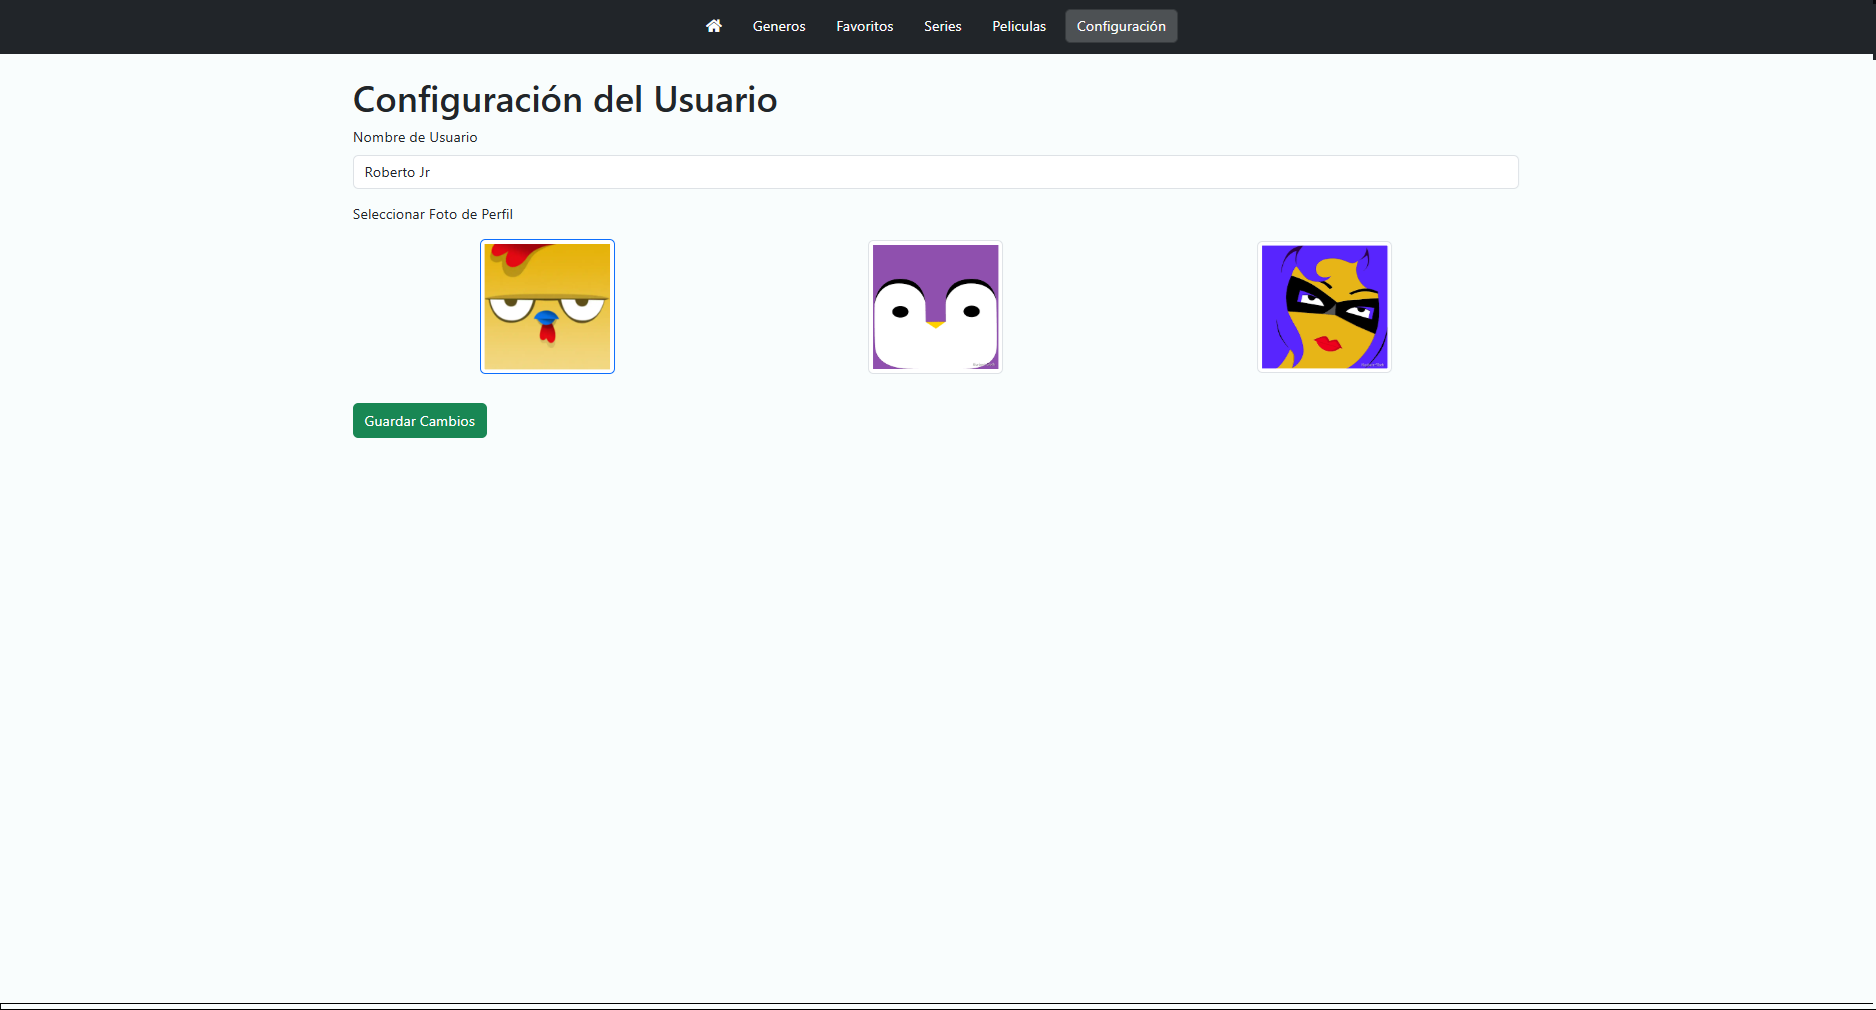 Generos Favoritos Series Peliculas Configuración
Configuración del Usuario
Nombre de Usuario
Roberto Jr
Seleccionar Foto de Perfil
Guardar Cambios